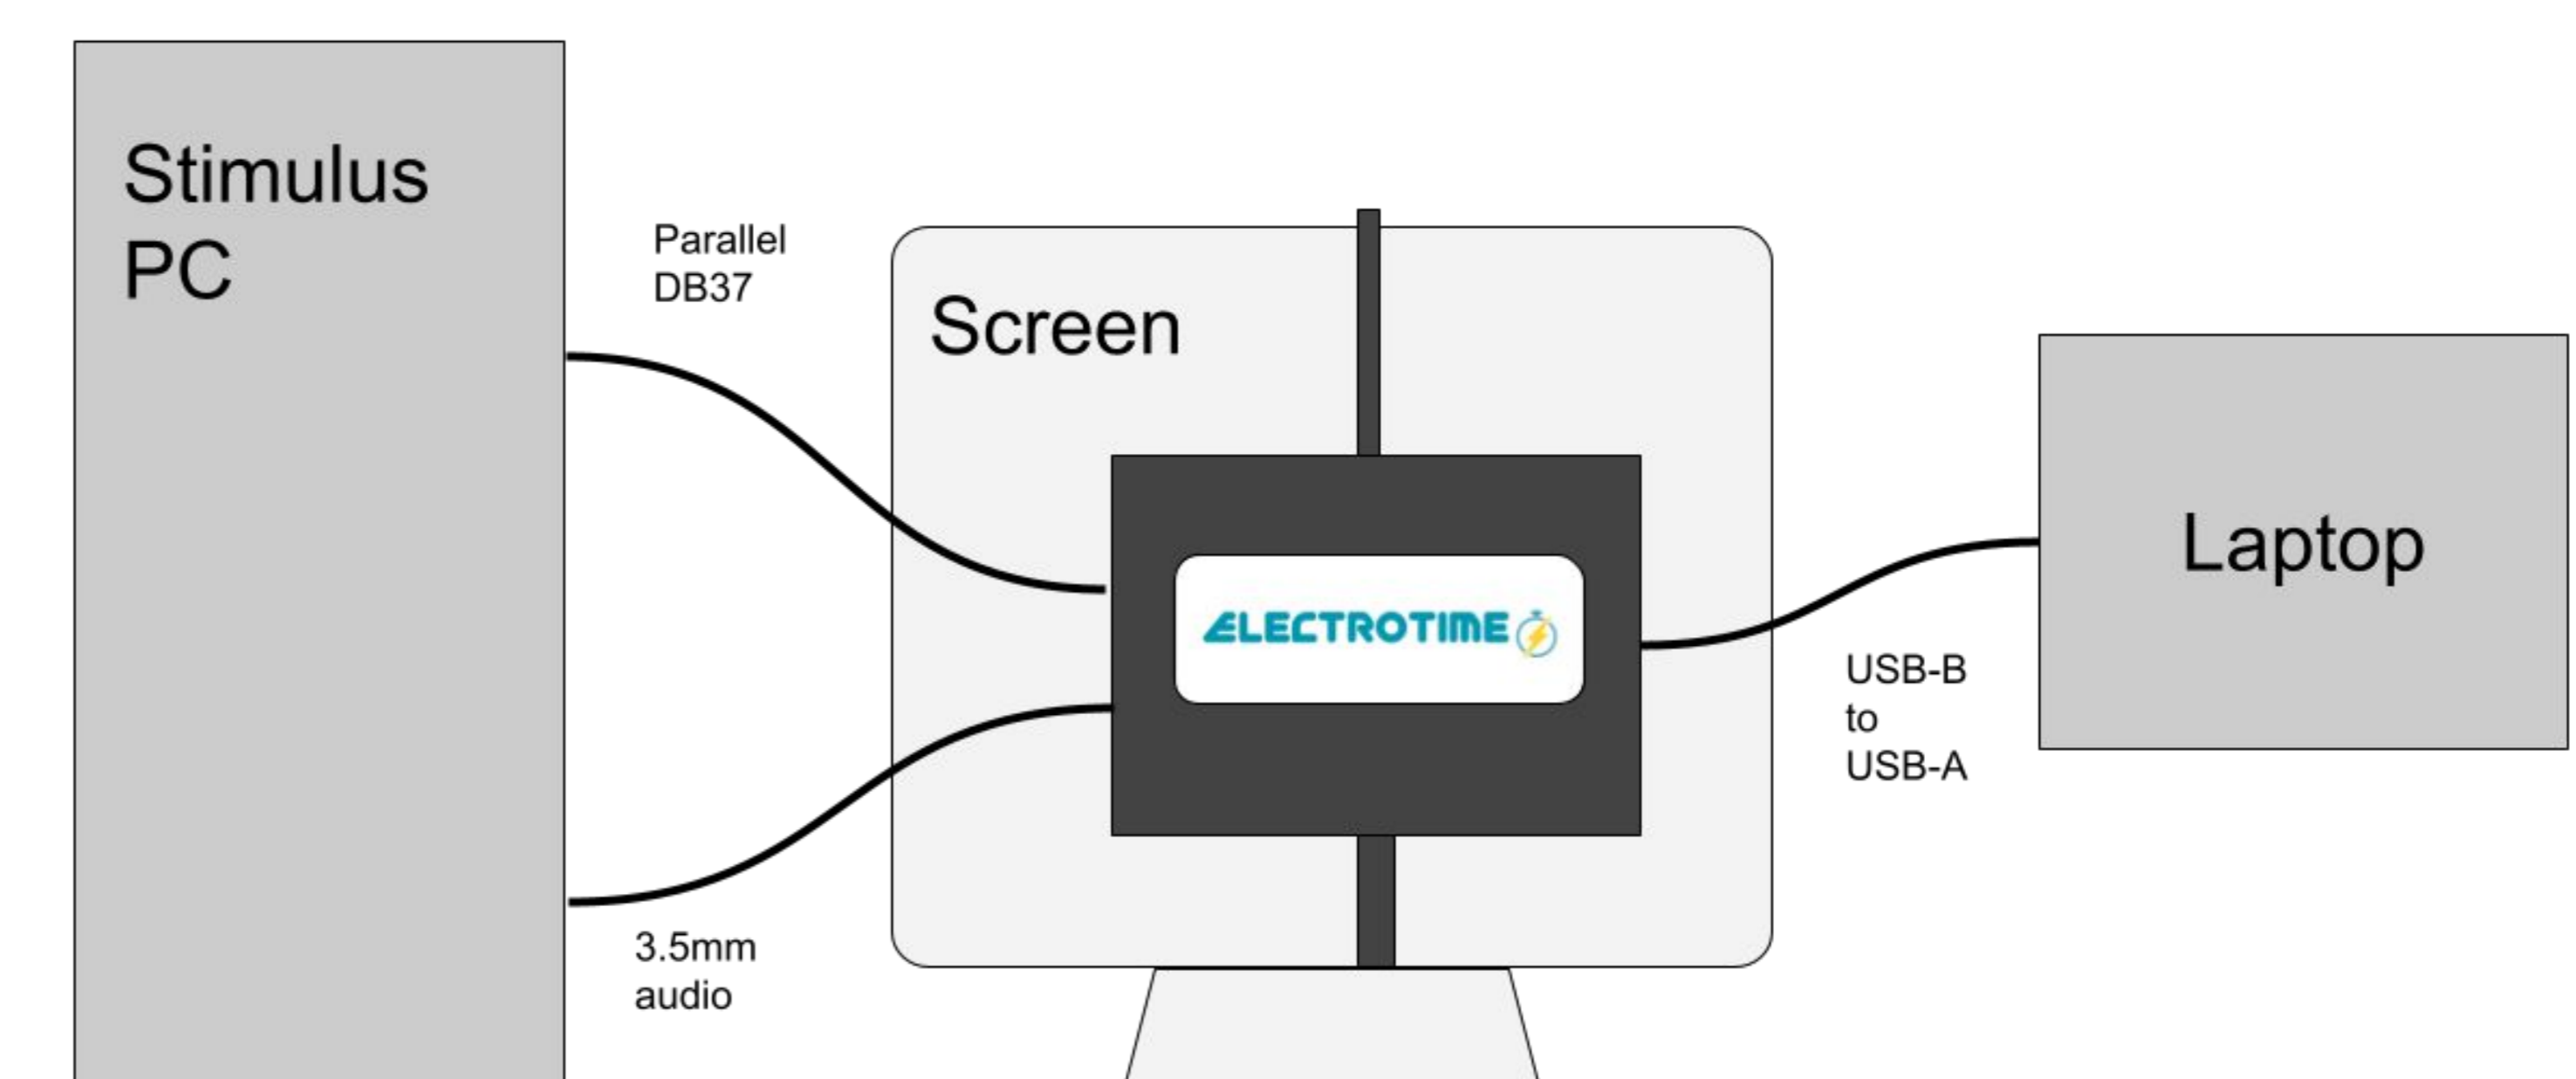 Stimulus
PC
Parallel
DB37
Screen
ELECTROTIME
Laptop
USB-B
to
USB-A
3.5mm
audio